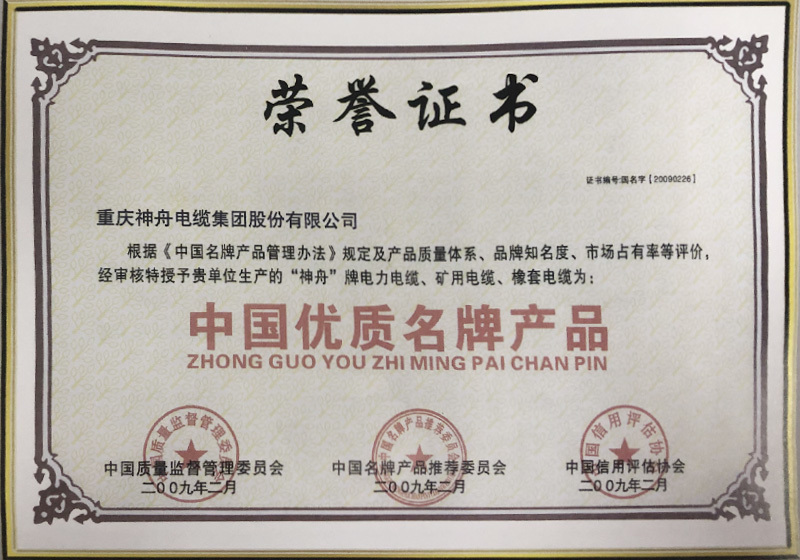 荣誉证书
证书编号:国名字【20090226】
重庆神舟电缆集团股份有限公司
根据《中国名牌产品管理办法》规定及产品质量体系、品牌知名度、市场占有率等评价,
经审核特授予贵单位生产的“神舟”牌电力电缆、矿用电缆、橡套电缆为:
中国优质名牌产品
ZHONG GUO YOU ZHI MING PAI CHAN PIN
中国质量监督管理委员会
二00九年二月
中国名牌产品推荐委员会
二00九年二月
中国信用评估协会
二00九年二月